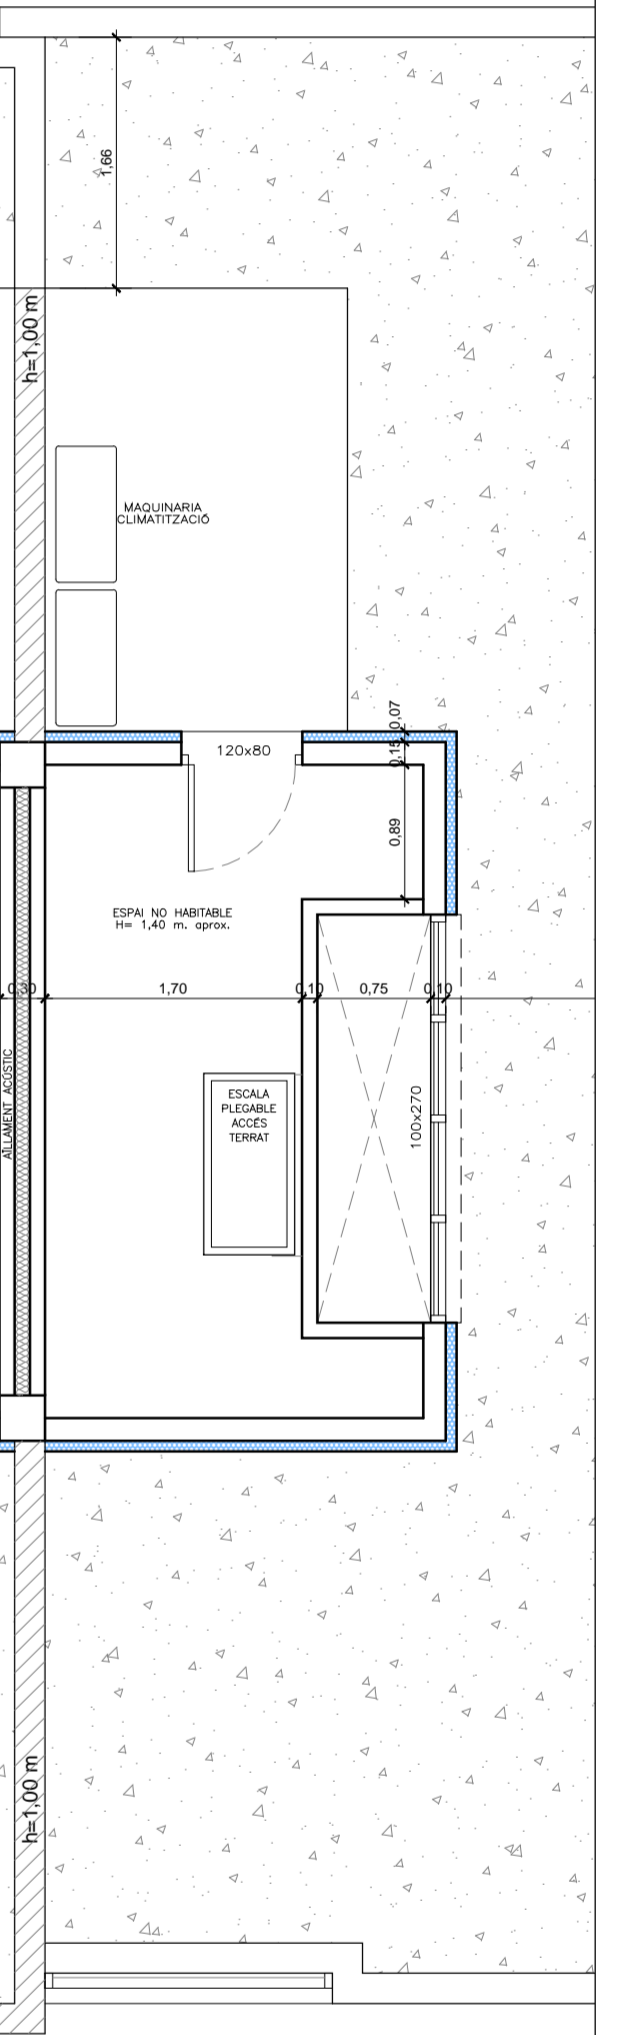 1,66
h=1,00 m
MAQUINARIA
CLIMATITZACIÓ
0,07
0,15
120x80
0,89
ESPAI NO HABITABLE
H= 1,40 m. aprox.
0,30
1,70
0,10
0,75
0,10
AÏLLAMENT ACÚSTIC
ESCALA
PLEGABLE
ACCÉS
TERRAT
100x270
h=1,00 m